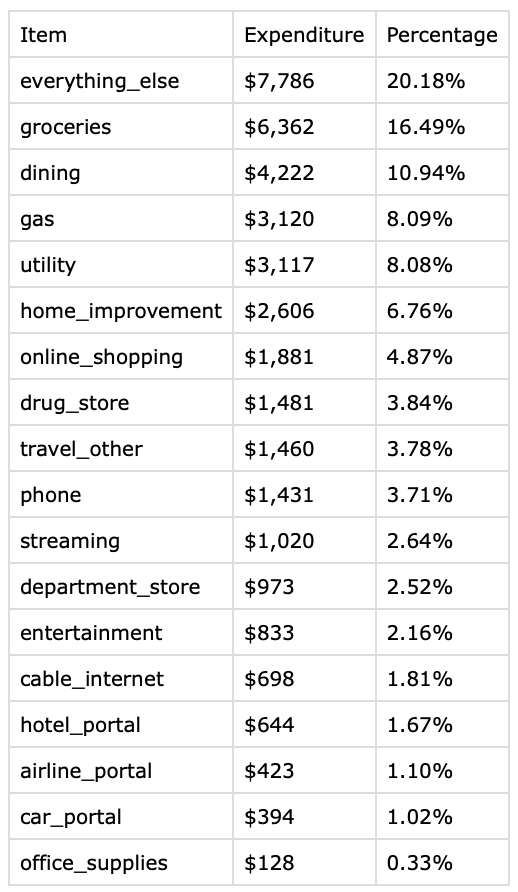 Item Expenditure Percentage
everything_else $7,786 20.18%
groceries $6,362 16.49%
dining $4,222 10.94%
gas $3,120 8.09%
utility $3,117 8.08%
home_improvement $2,606 6.76%
online_shopping $1,881 4.87%
drug_store $1,481 3.84%
travel_other $1,460 3.78%
phone $1,431 3.71%
streaming $1,020 2.64%
department_store $973 2.52%
entertainment $833 2.16%
cable_internet $698 1.81%
hotel_portal $644 1.67%
airline_portal $423 1.10%
car_portal $394 1.02%
office_supplies $128 0.33%